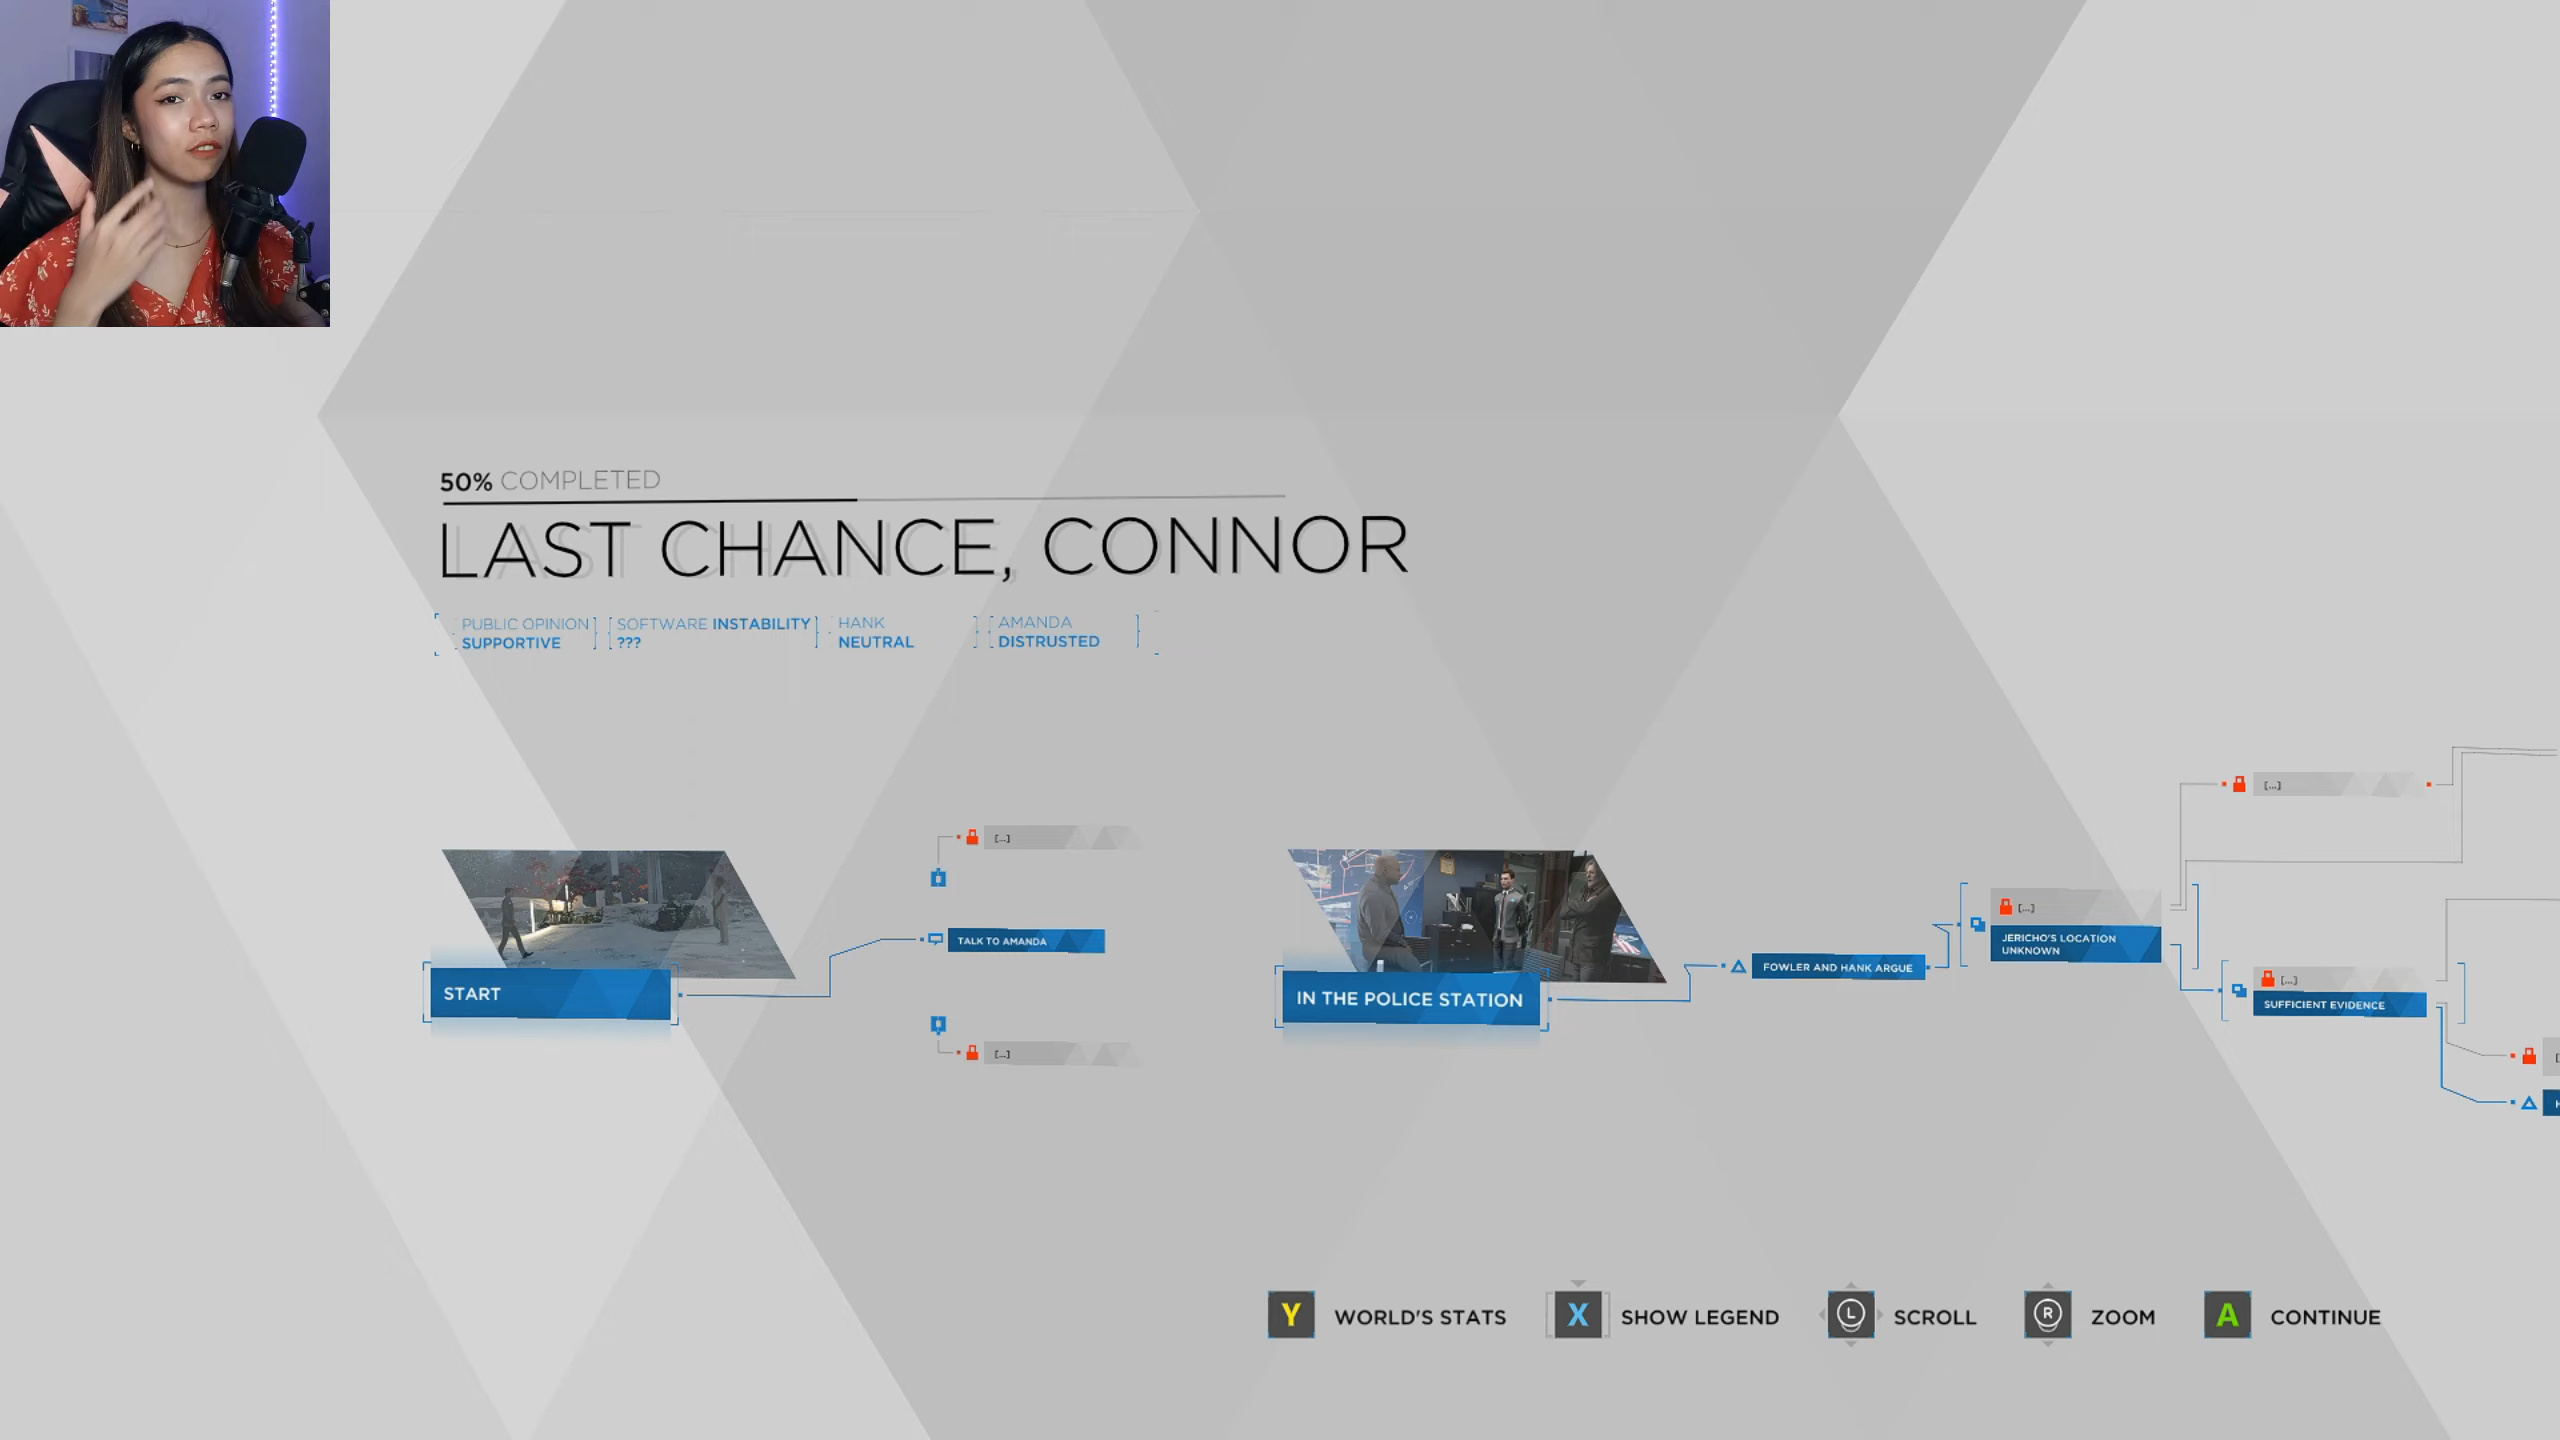 50% COMPLETED
LAST CHANCE, CONNOR
PUBLIC OPINION
SUPPORTIVE
SOFTWARE INSTABILITY
???
HANK
NEUTRAL
AMANDA
DISTRUSTED
[...]
TALK TO AMANDA
START
[...]
IN THE POLICE STATION
FOWLER AND HANK ARGUE
[...]
JERICHO'S LOCATION
UNKNOWN
[...]
[...]
SUFFICIENT EVIDENCE
Y WORLD'S STATS
X SHOW LEGEND
L SCROLL
R ZOOM
A CONTINUE